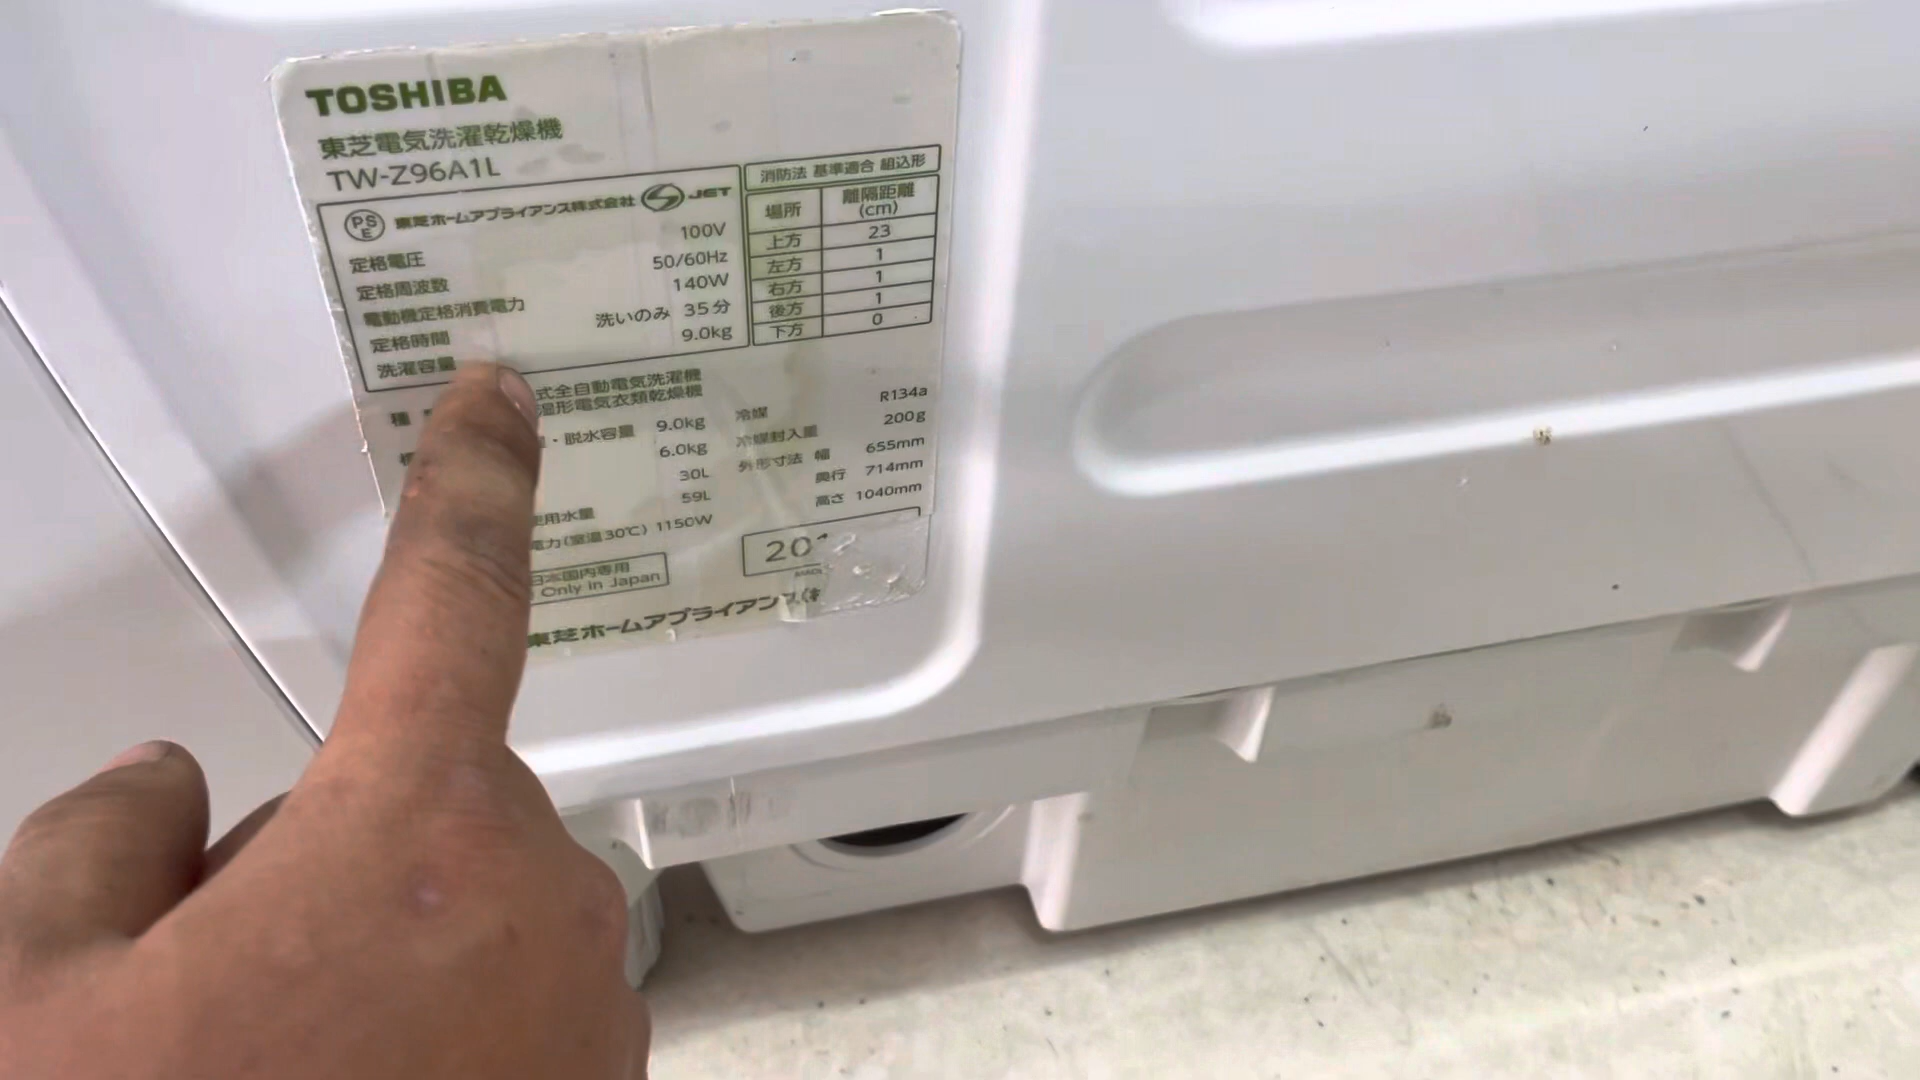 TOSHIBA
東芝電気洗濯乾燥機
TW-Z96A1L
PS E 東芝ホームアプライアンス株式会社 JET
定格電圧 100V
定格周波数 50/60Hz
電動機定格消費電力 140W
定格時間 洗いのみ 35分
洗濯容量 9.0kg
消防法 基準適合 組込形
場所 離隔距離 (cm)
上方 23
左方 1
右方 1
後方 1
下方 0
種 式全自動電気洗濯機
湿形電気衣類乾燥機
・脱水容量 9.0kg
6.0kg
30L
59L
使用水量
電力(室温30℃) 1150W
冷媒 R134a
冷媒封入量 200g
外形寸法 幅 655mm
奥行 714mm
高さ 1040mm
日本国内専用
Only in Japan
20
東芝ホームアプライアンス(株